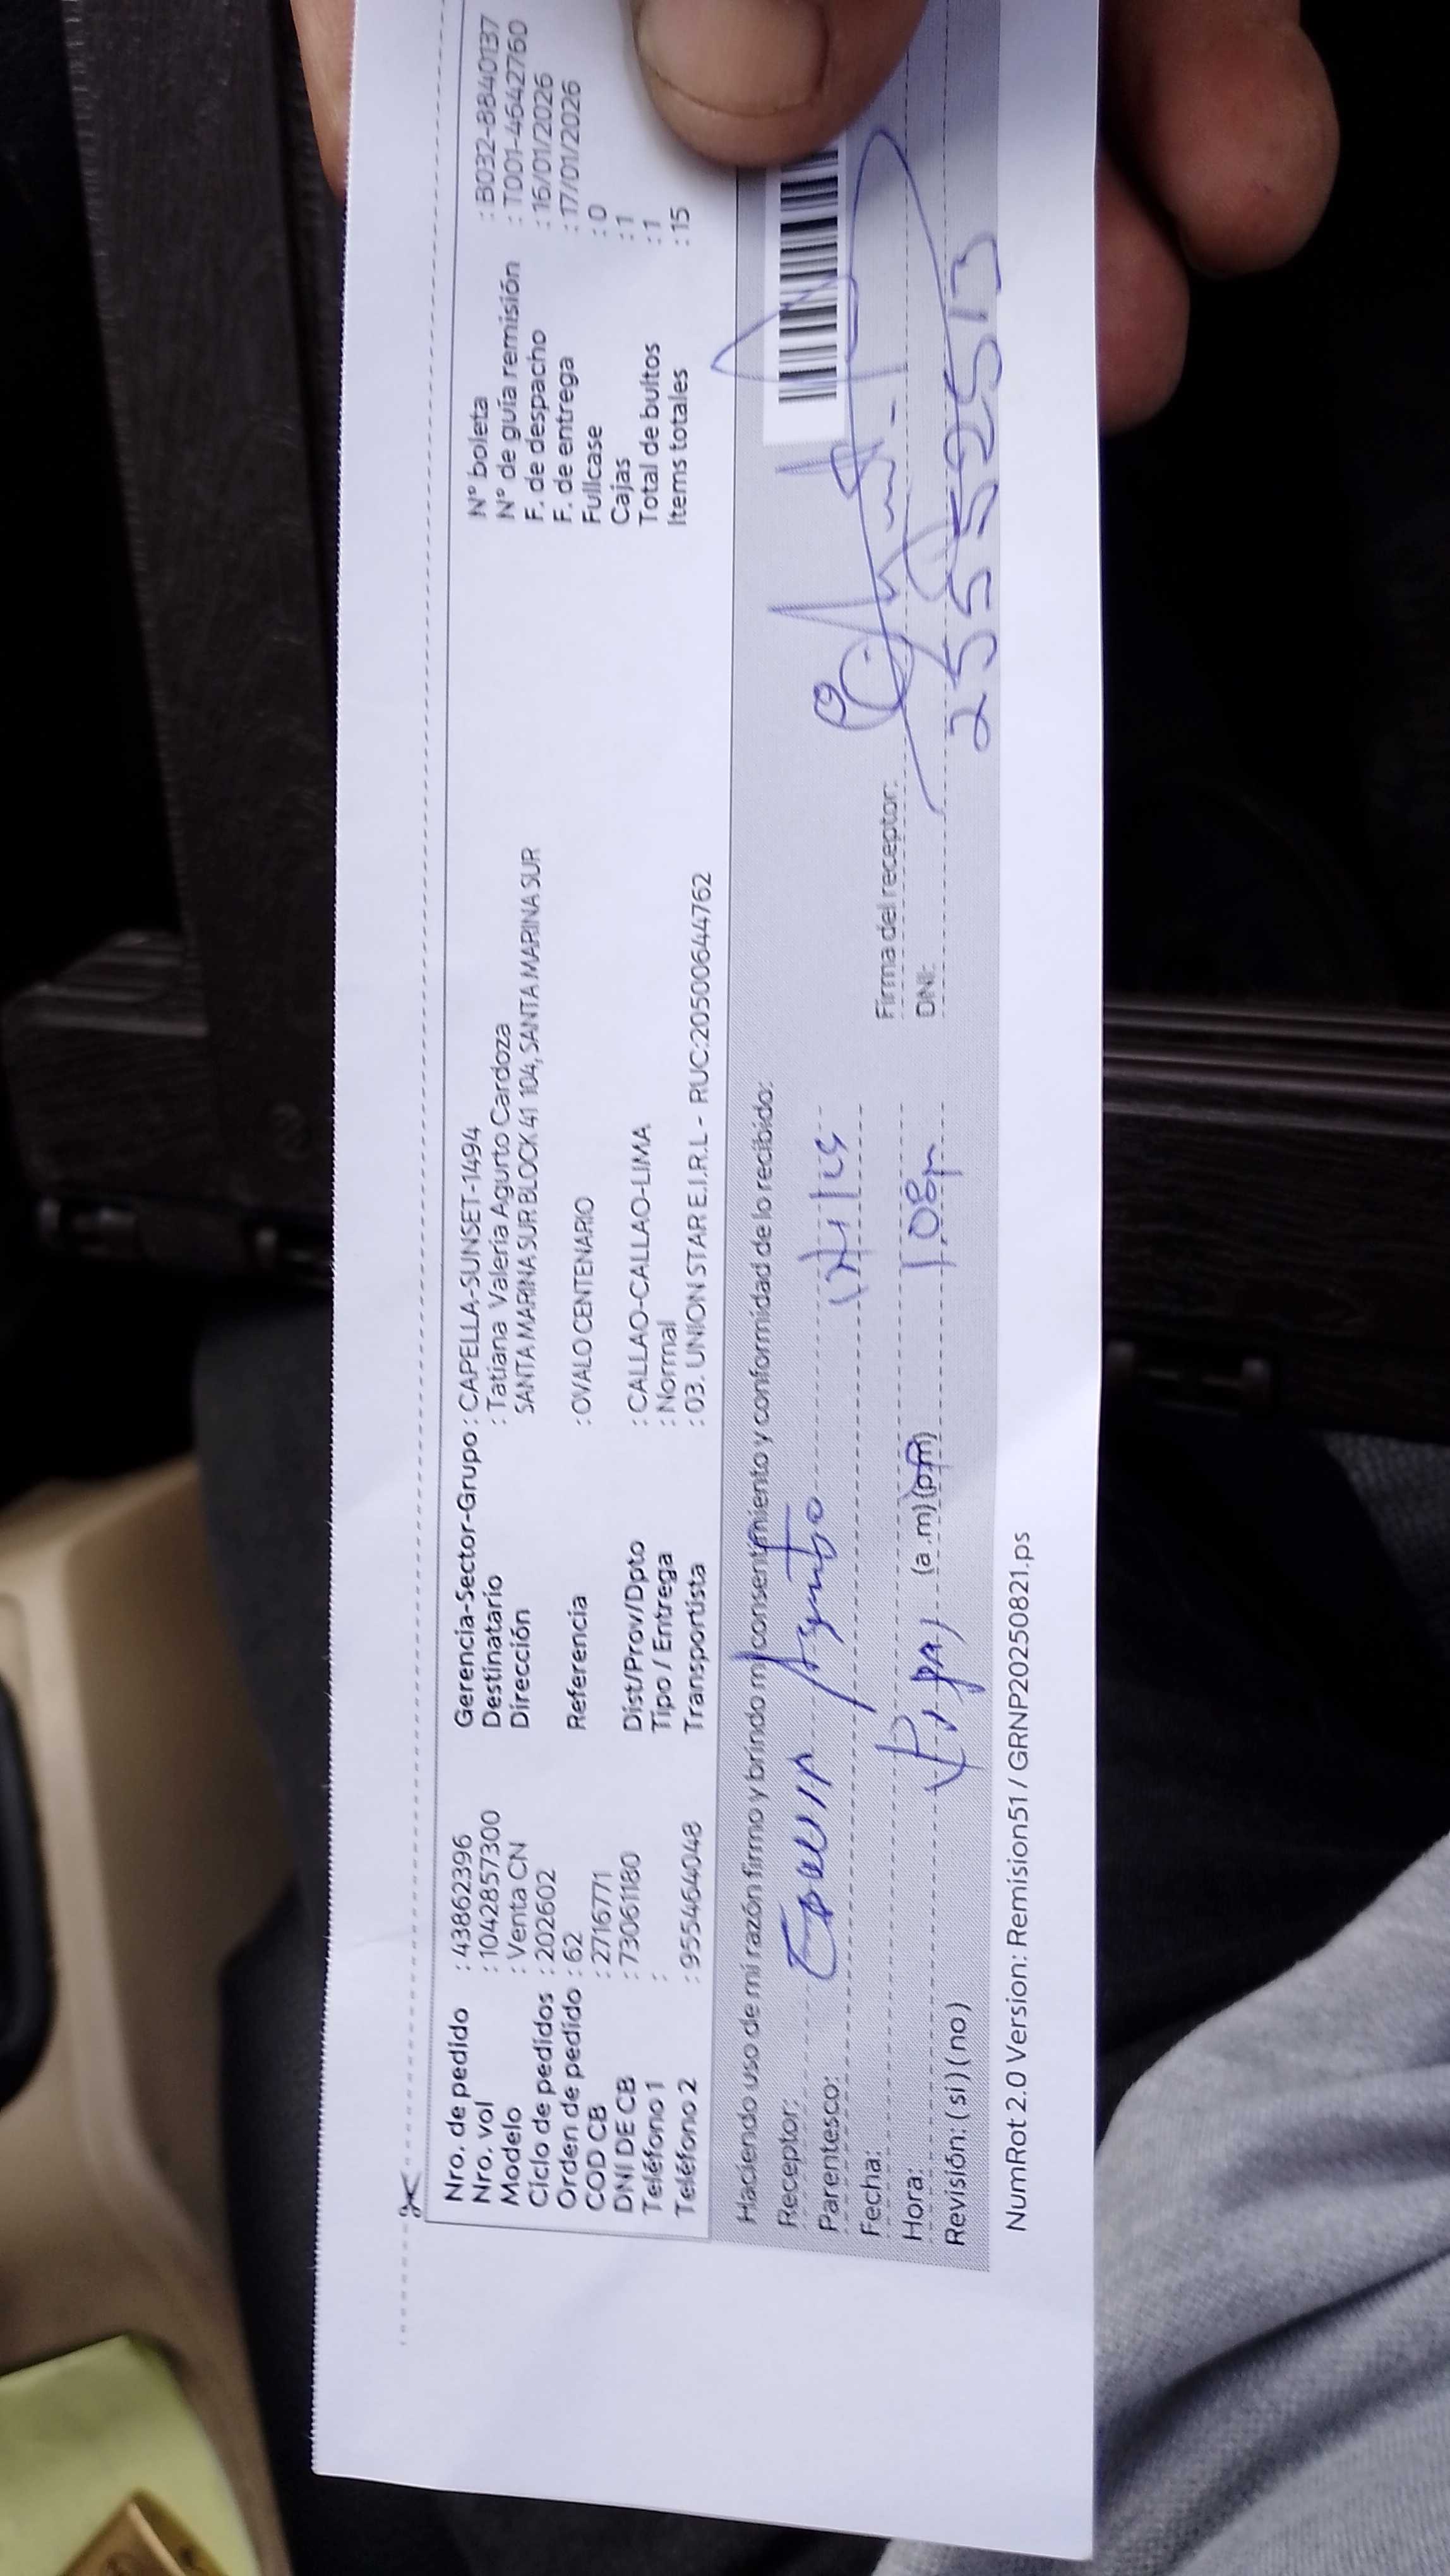 Nro. de pedido : 43862396
Nro. vol : 1042857300
Modelo : Venta CN
Ciclo de pedidos : 202602
Orden de pedido : 62
COD CB : 2716771
DNI DE CB : 73061180
Teléfono 1 :
Teléfono 2 : 955464048
Gerencia-Sector-Grupo : CAPELLA-SUNSET-1494
Destinatario : Tatiana Valeria Agurto Cardoza
Dirección SANTA MARINA SUR BLOCK 41 104, SANTA MARINA SUR
Referencia : OVALO CENTENARIO
Dist/Prov/Dpto : CALLAO-CALLAO-LIMA
Tipo / Entrega : Normal
Transportista : 03. UNION STAR E.I.R.L - RUC:20500644762
N° boleta : B032-8840137
N° de guía remisión : T001-4642760
F. de despacho : 16/01/2026
F. de entrega : 17/01/2026
Fullcase : 0
Cajas : 1
Total de bultos : 1
Items totales : 15
Haciendo uso de mi razón firmo y brindo mi consentimiento y conformidad de lo recibido:
Receptor: Agurto
Parentesco:
Fecha:
Hora: (a.m) (pm) 1.08p
Revisión: (si) (no)
Firma del receptor:
DNI: 25552513
NumRot 2.0 Version: Remision51 / GRNP20250821.ps